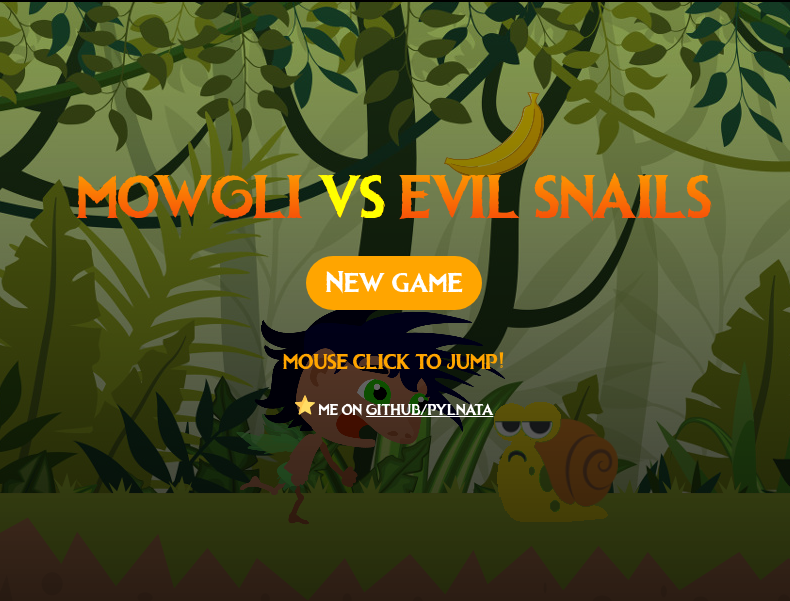 MOWGLI VS EVIL SNAILS
NEW GAME
MOUSE CLICK TO JUMP!
ME ON GITHUB/PYLNATA